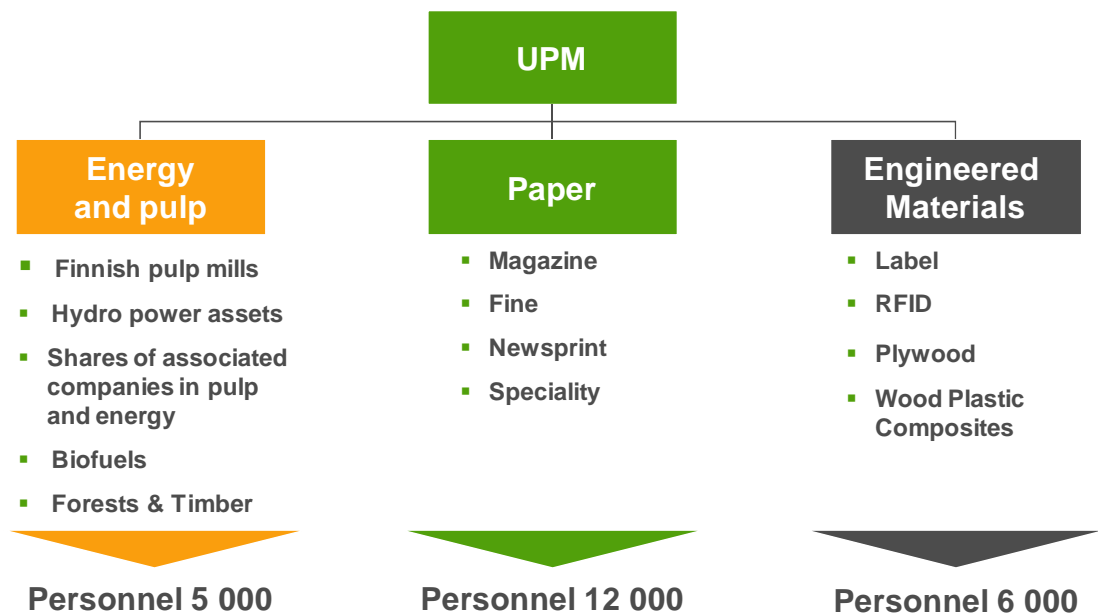 UPM
Energy
and pulp
Finnish pulp mills
Hydro power assets
Shares of associated
companies in pulp
and energy
Biofuels
Forests & Timber
Personnel 5 000
Paper
Magazine
Fine
Newsprint
Speciality
Personnel 12 000
Engineered
Materials
Label
RFID
Plywood
Wood Plastic
Composites
Personnel 6 000